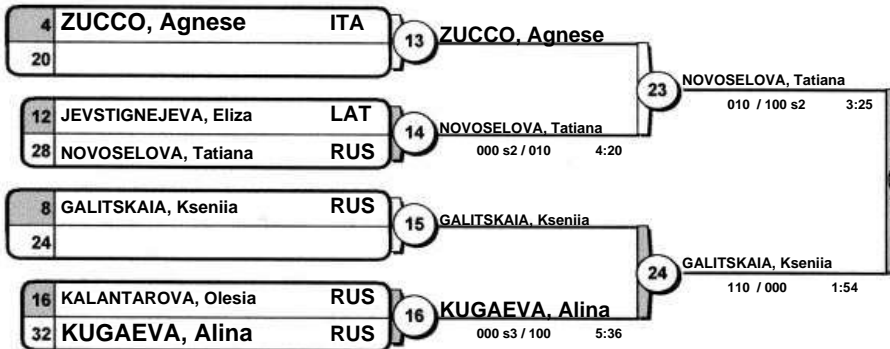 4 ZUCCO, Agnese ITA
20
13 ZUCCO, Agnese
12 JEVSTIGNEJEVA, Eliza LAT
28 NOVOSELOVA, Tatiana RUS
14 NOVOSELOVA, Tatiana
000 s2 / 010 4:20
23 NOVOSELOVA, Tatiana
010 / 100 s2 3:25
8 GALITSKAIA, Kseniia RUS
24
15 GALITSKAIA, Kseniia
16 KALANTAROVA, Olesia RUS
32 KUGAEVA, Alina RUS
16 KUGAEVA, Alina
000 s3 / 100 5:36
24 GALITSKAIA, Kseniia
110 / 000 1:54